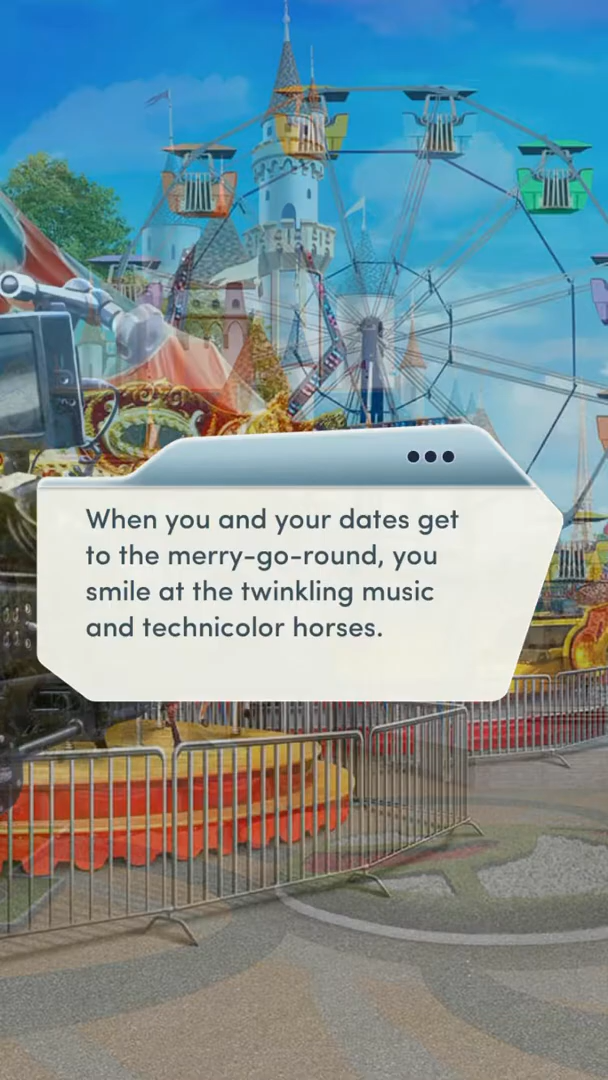 When you and your dates get
to the merry-go-round, you
smile at the twinkling music
and technicolor horses.